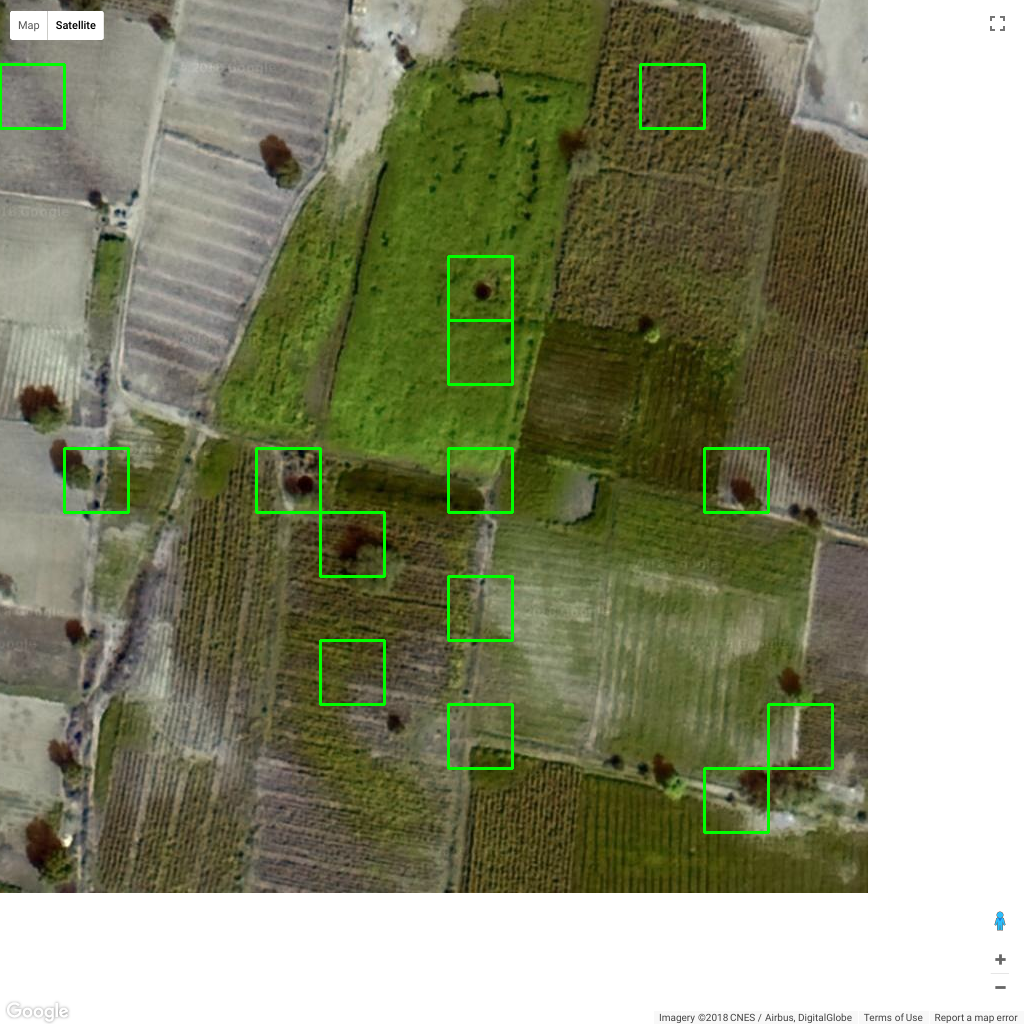 Map Satellite
Google
Imagery ©2018 CNES / Airbus, DigitalGlobe Terms of Use Report a map error